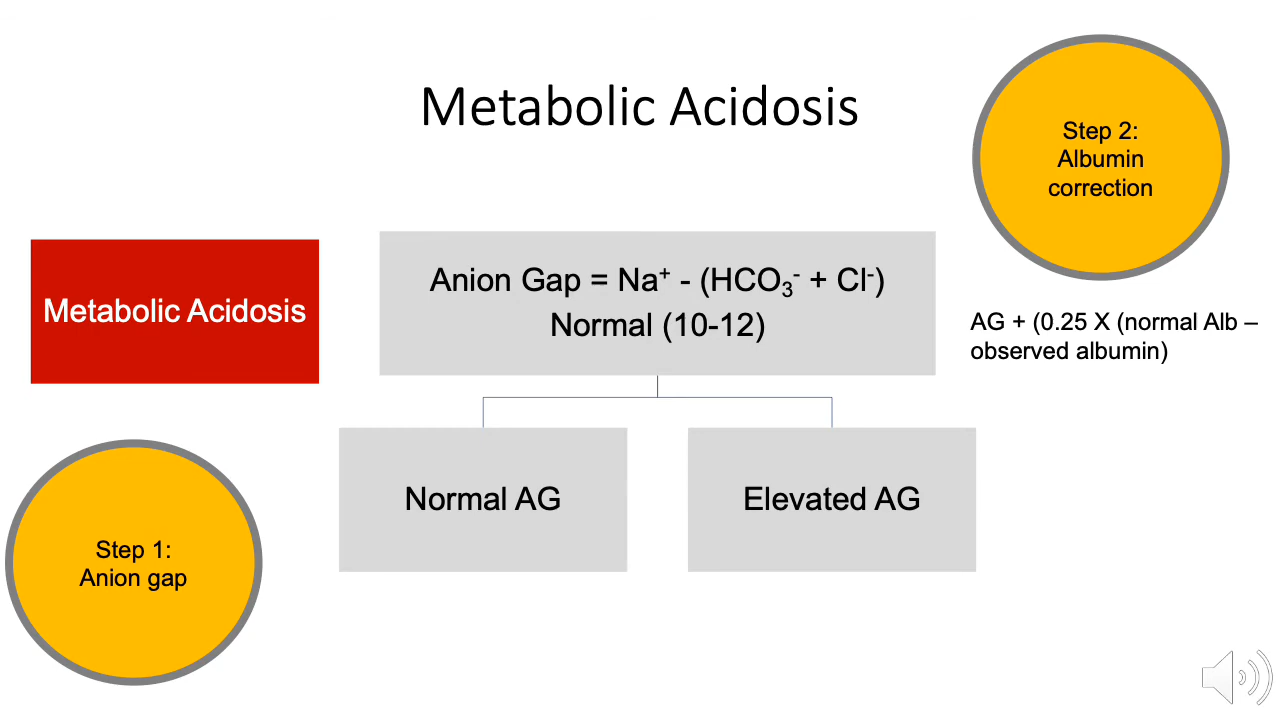 Metabolic Acidosis
Step 2:
Albumin
correction
Metabolic Acidosis
Anion Gap = Na⁺ - (HCO₃⁻ + Cl⁻)
Normal (10-12)
AG + (0.25 X (normal Alb –
observed albumin)
Normal AG
Elevated AG
Step 1:
Anion gap